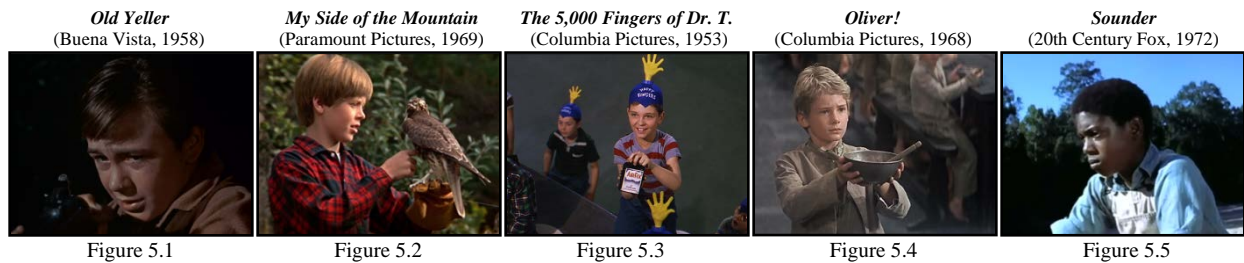 Old Yeller
(Buena Vista, 1958)
My Side of the Mountain
(Paramount Pictures, 1969)
The 5,000 Fingers of Dr. T.
(Columbia Pictures, 1953)
Oliver!
(Columbia Pictures, 1968)
Sounder
(20th Century Fox, 1972)
HAPPY
FINGERS
Figure 5.1
Figure 5.2
Figure 5.3
Figure 5.4
Figure 5.5